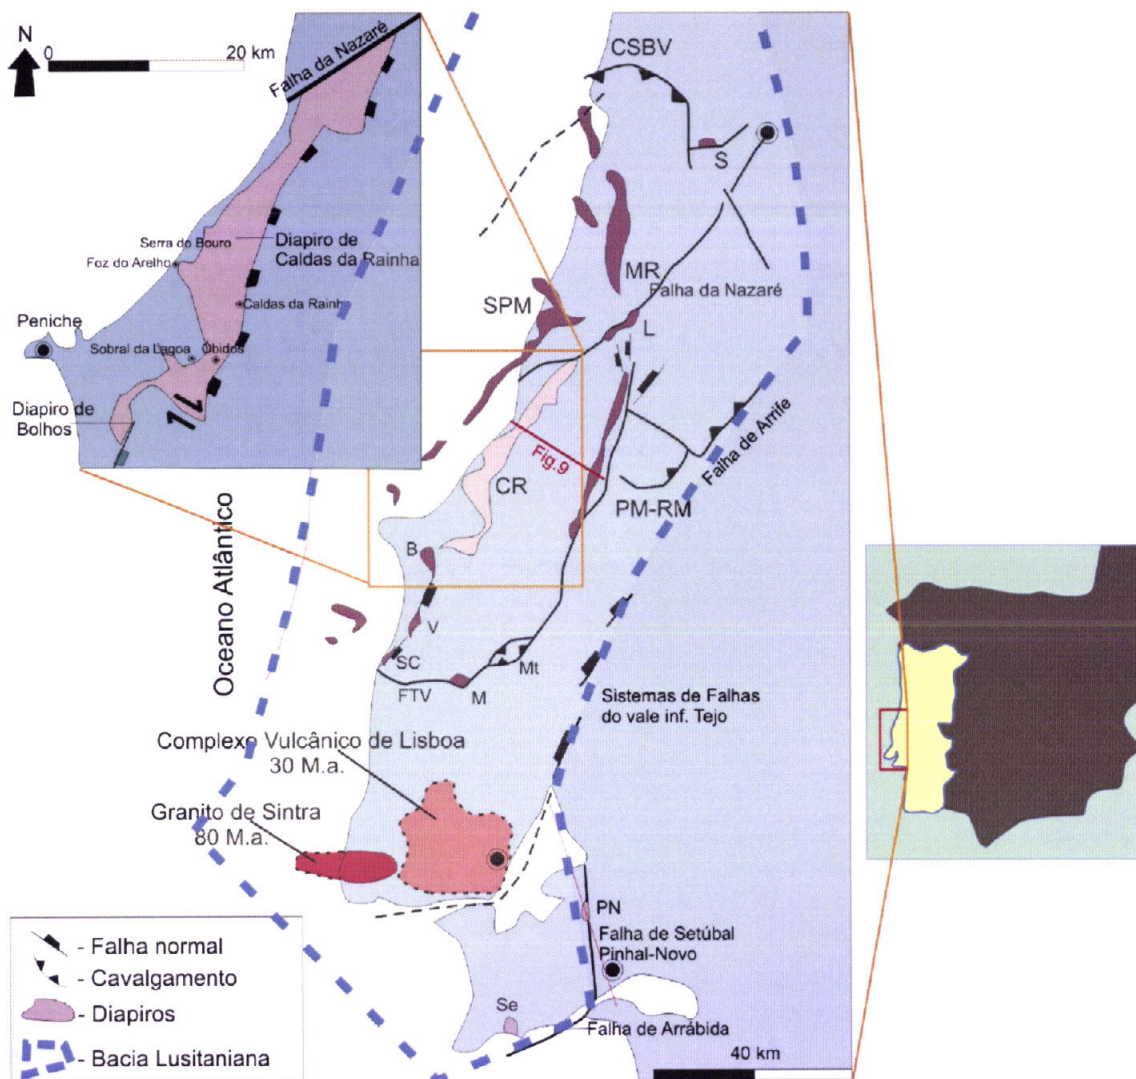 N
0
20 km
Falha da Nazaré
Serra do Bouro
Diapiro de
Caldas da Rainha
Foz do Arelho
Caldas da Rainh
Peniche
Sobral da Lagoa
Óbidos
Diapiro de
Bolhos
CSBV
S
MR
Falha da Nazaré
SPM
L
Falha de Arrife
Fig.9
CR
PM-RM
Oceano Atlântico
B
V
SC
FTV
M
Mt
Sistemas de Falhas
do vale inf. Tejo
Complexo Vulcânico de Lisboa
30 M.a.
Granito de Sintra
80 M.a.
PN
Falha de Setúbal
Pinhal-Novo
Se
Falha de Arrábida
40 km
- Falha normal
- Cavalgamento
- Diapiros
- Bacia Lusitaniana